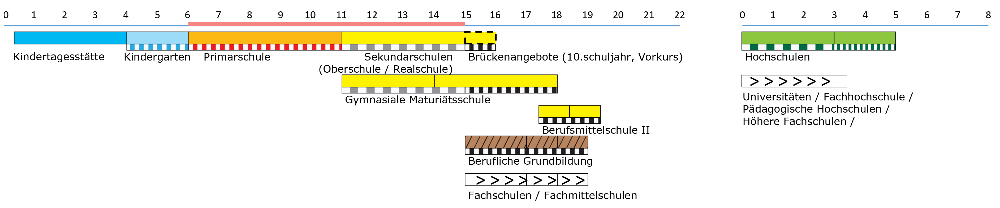 0 1 2 3 4 5 6 7 8 9 10 11 12 13 14 15 16 17 18 19 20 21 22
0 1 2 3 4 5 6 7 8
Kindertagesstätte
Kindergarten
Primarschule
Sekundarschulen
(Oberschule / Realschule)
Brückenangebote (10.schuljahr, Vorkurs)
Gymnasiale Maturiätsschule
Berufsmittelschule II
Berufliche Grundbildung
> > > > > > > >
Fachschulen / Fachmittelschulen
Hochschulen
> > > > > >
Universitäten / Fachhochschule /
Pädagogische Hochschulen /
Höhere Fachschulen /